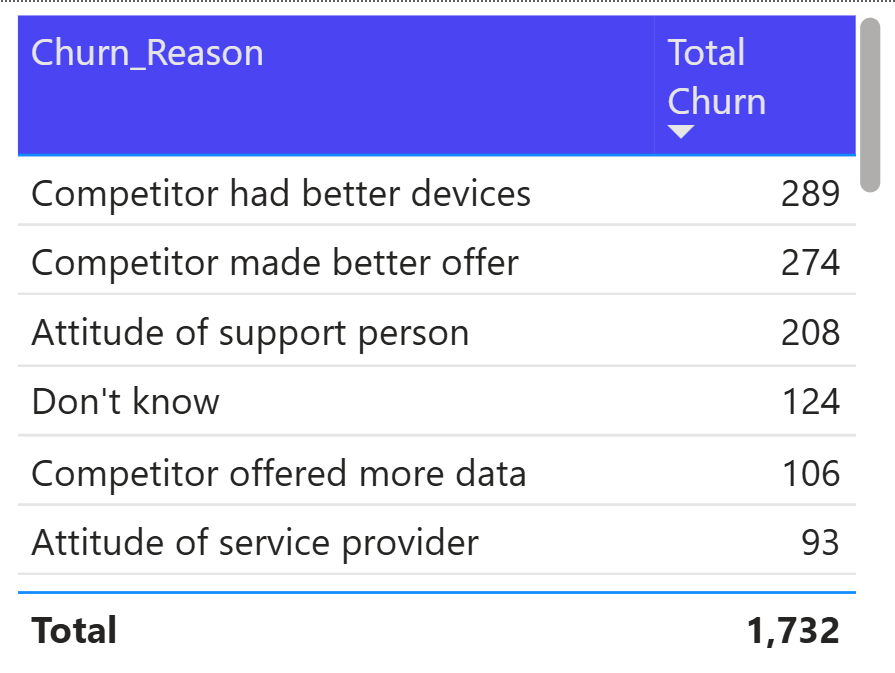 Churn_Reason Total
Churn
Competitor had better devices 289
Competitor made better offer 274
Attitude of support person 208
Don't know 124
Competitor offered more data 106
Attitude of service provider 93
Total 1,732